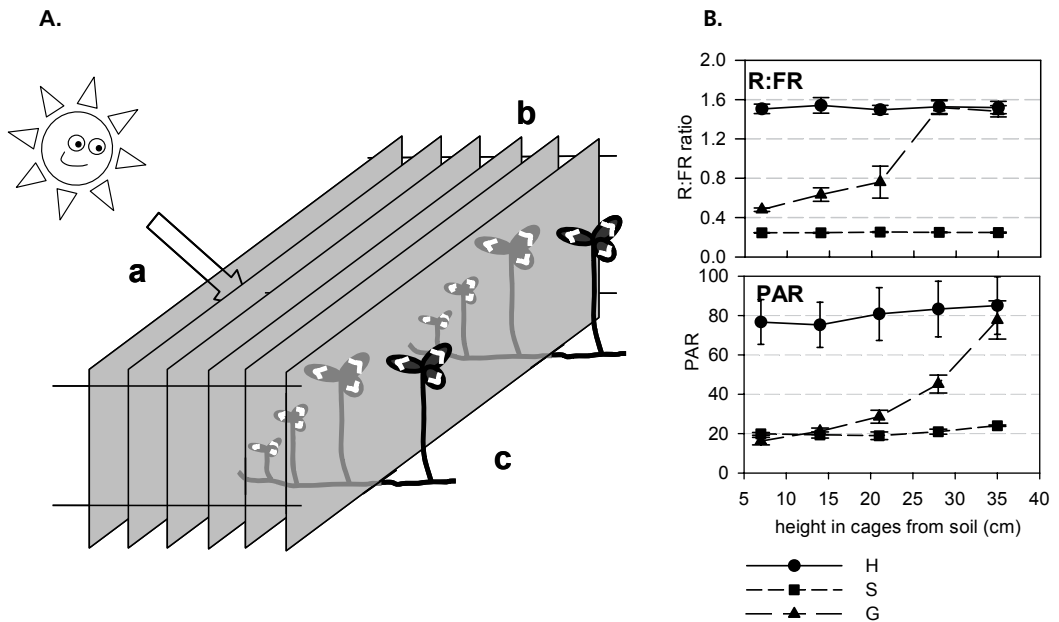 A.
a
b
c
B.
R:FR
R:FR ratio
2.0
1.6
1.2
0.8
0.4
0.0
PAR
PAR
100
80
60
40
20
0
5 10 15 20 25 30 35 40
height in cages from soil (cm)
H
S
G